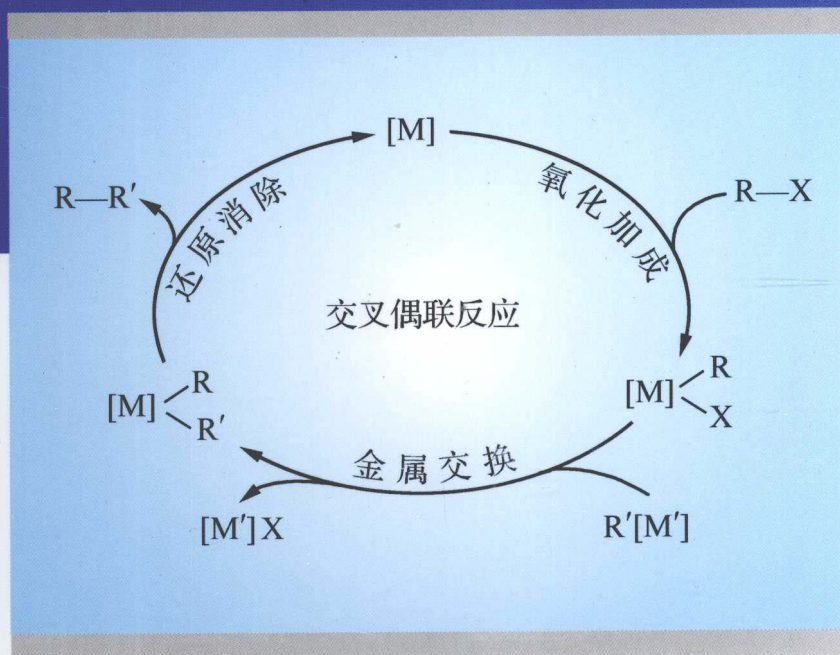 [M]
氧化加成
R—X
还原消除
R—R′
交叉偶联反应
[M]
R
X
[M]
R
R′
金属交换
[M′]X
R′[M′]